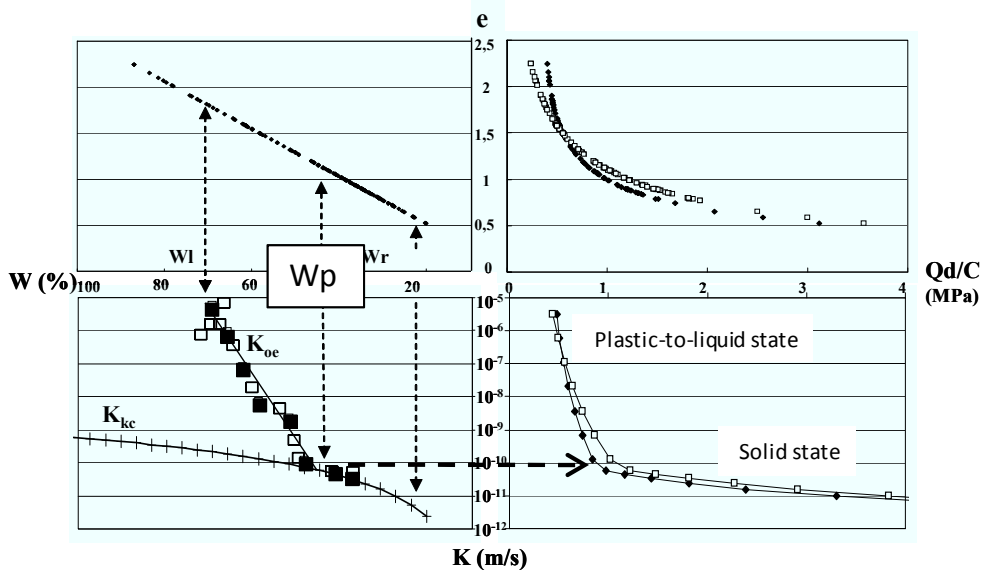 e
2,5
2
1,5
1
0,5
0
Wl
Wp
Wr
W (%)
100
80
60
20
Qd/C
(MPa)
0
1
2
3
4
10-5
10-6
10-7
10-8
10-9
10-10
10-11
10-12
Koe
Kkc
Plastic-to-liquid state
Solid state
K (m/s)